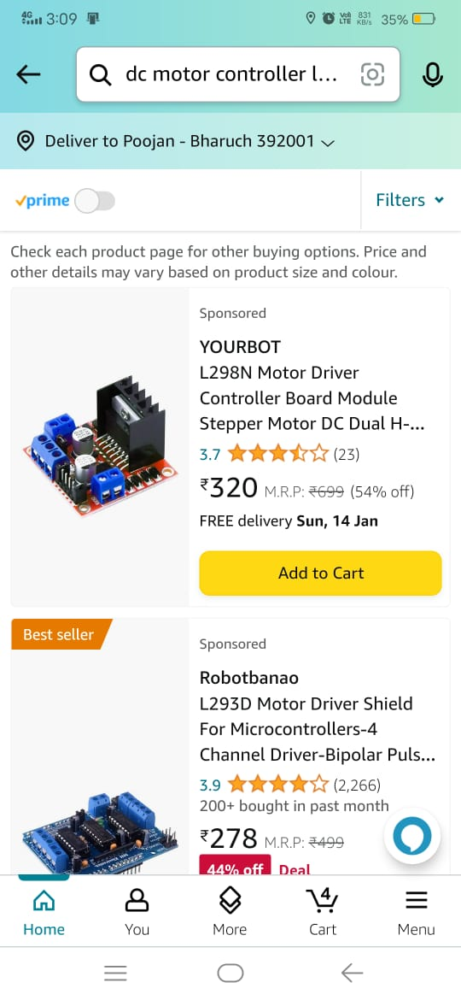 4G 3:09 Vo) LTE 831 KB/s 35%
dc motor controller l...
Deliver to Poojan - Bharuch 392001
prime
Filters
Check each product page for other buying options. Price and
other details may vary based on product size and colour.
Sponsored
YOURBOT
L298N Motor Driver
Controller Board Module
Stepper Motor DC Dual H-...
3.7 (23)
₹320 M.R.P: ₹699 (54% off)
FREE delivery Sun, 14 Jan
Add to Cart
Best seller
Sponsored
Robotbanao
L293D Motor Driver Shield
For Microcontrollers-4
Channel Driver-Bipolar Puls...
3.9 (2,266)
200+ bought in past month
₹278 M.R.P: ₹499
44% off Deal
4
Home You More Cart Menu